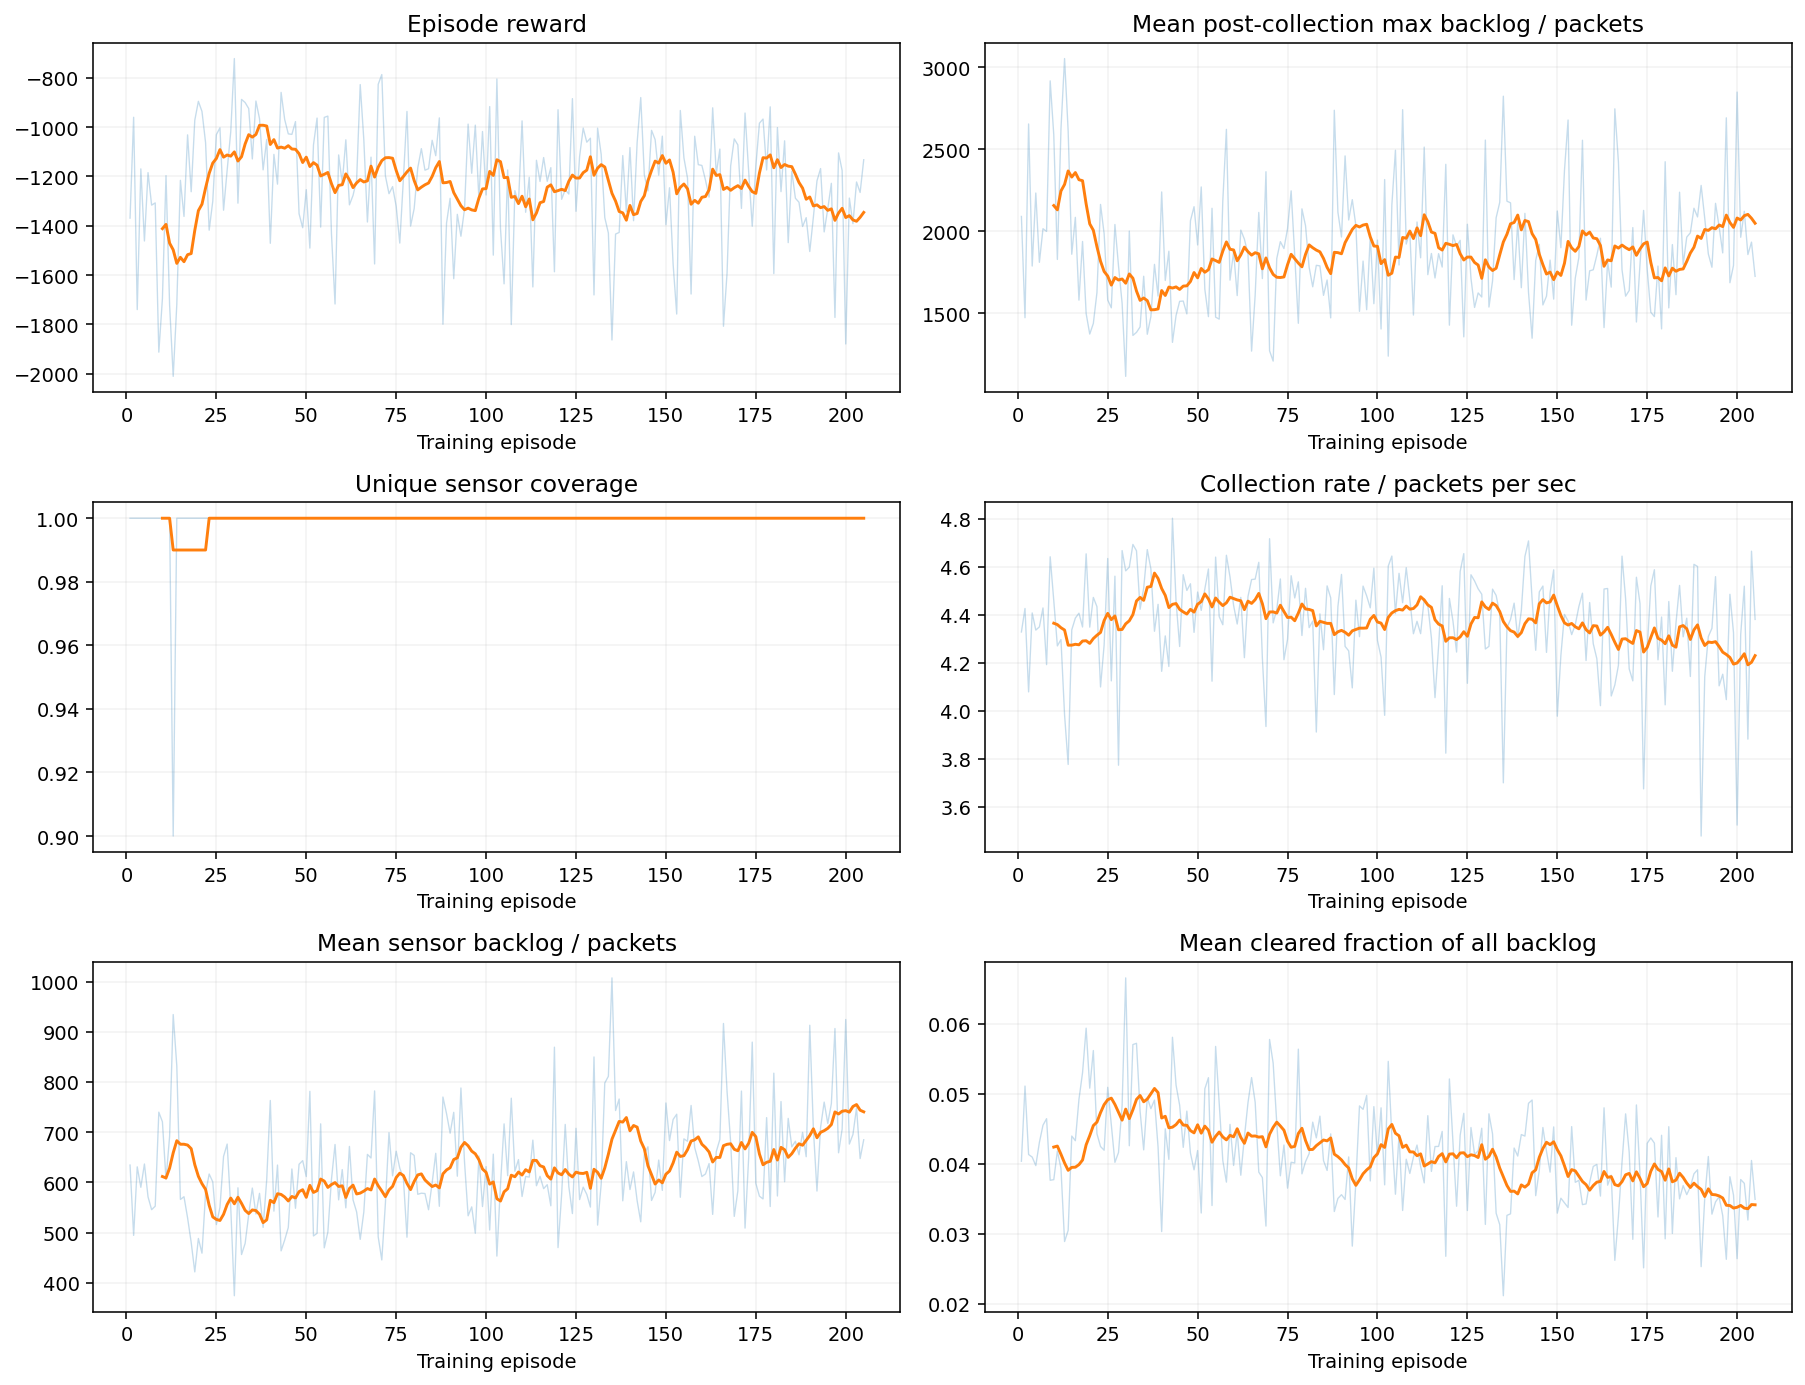 Episode reward
−800
−1000
−1200
−1400
−1600
−1800
−2000
0 25 50 75 100 125 150 175 200
Training episode
Mean post-collection max backlog / packets
3000
2500
2000
1500
0 25 50 75 100 125 150 175 200
Training episode
Unique sensor coverage
1.00
0.98
0.96
0.94
0.92
0.90
0 25 50 75 100 125 150 175 200
Training episode
Collection rate / packets per sec
4.8
4.6
4.4
4.2
4.0
3.8
3.6
0 25 50 75 100 125 150 175 200
Training episode
Mean sensor backlog / packets
1000
900
800
700
600
500
400
0 25 50 75 100 125 150 175 200
Training episode
Mean cleared fraction of all backlog
0.06
0.05
0.04
0.03
0.02
0 25 50 75 100 125 150 175 200
Training episode